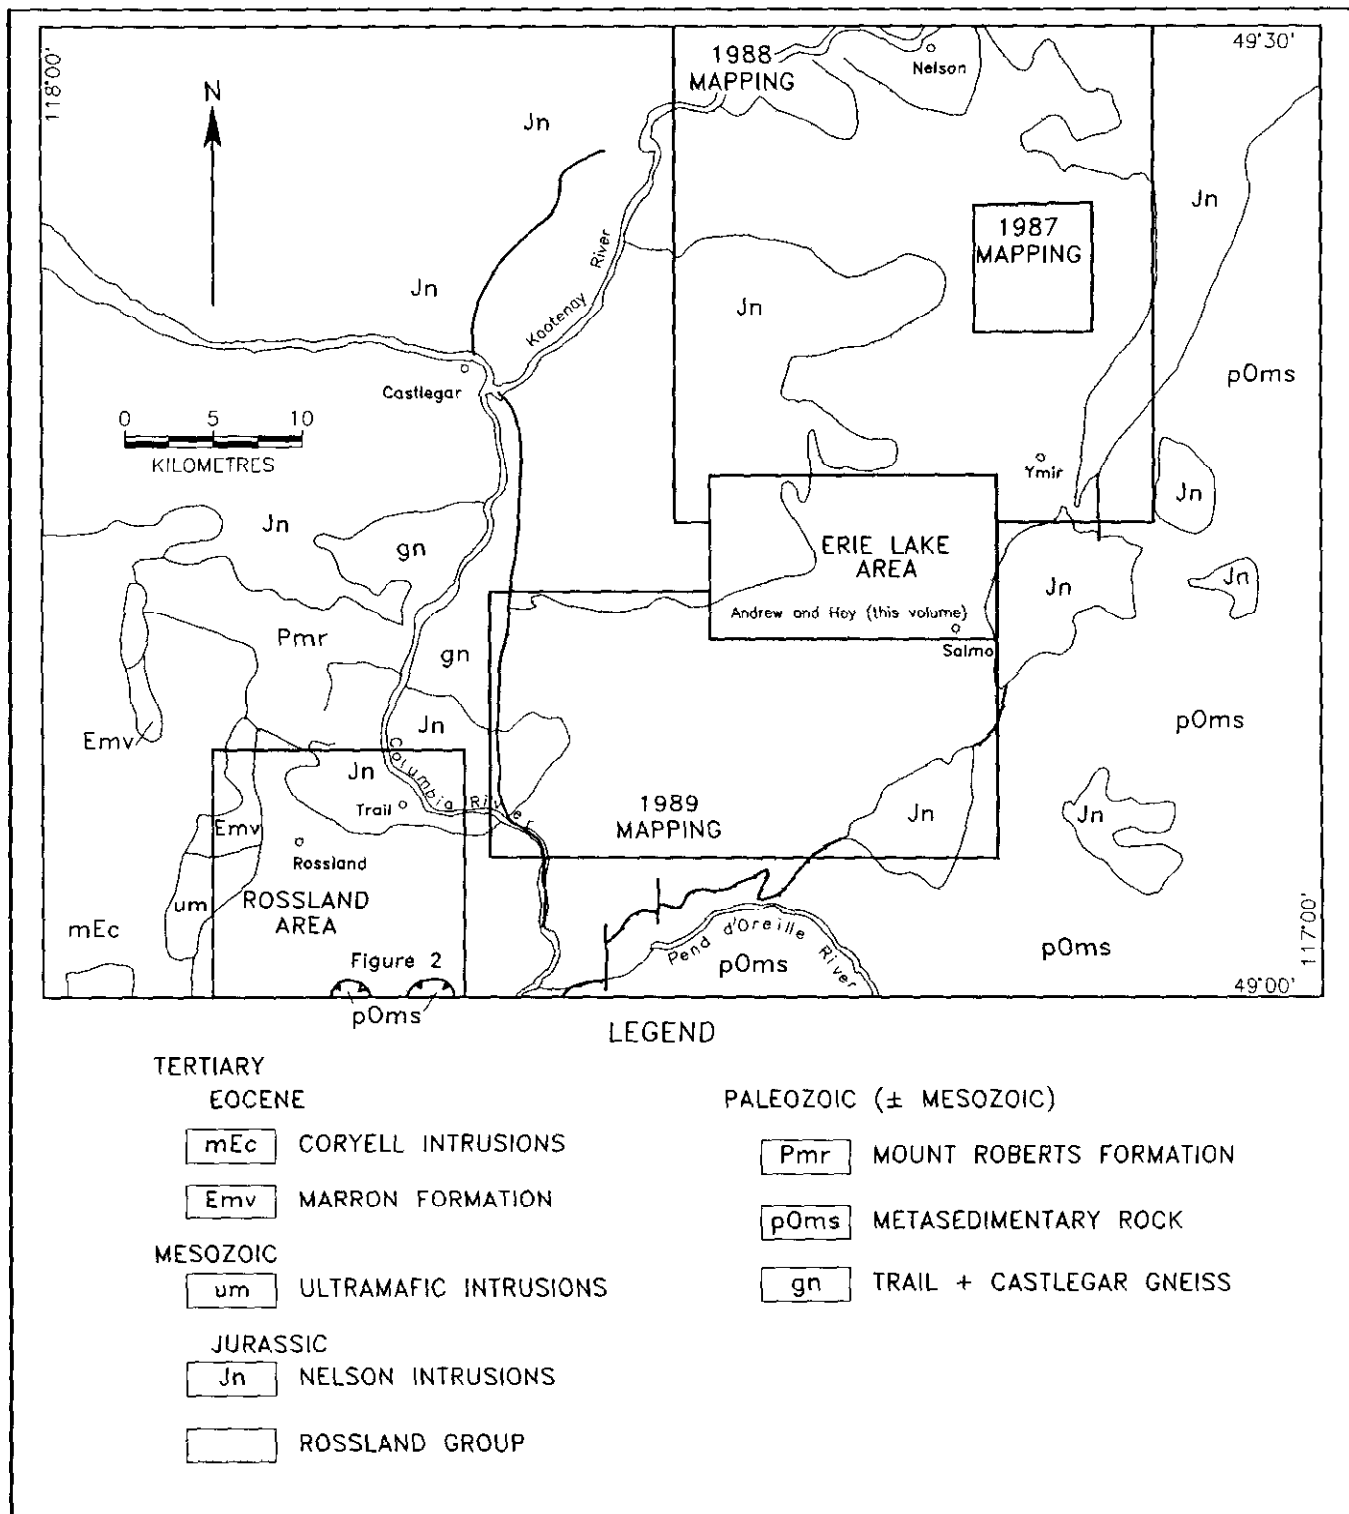 118°00'
49°30'
1988
MAPPING
Nelson
N
Jn
Jn
1987
MAPPING
Kootenay River
Jn
Jn
pOms
Castlegar
0 5 10
KILOMETRES
Ymir
Jn
Jn
gn
ERIE LAKE
AREA
Jn
Jn
Andrew and Hoy (this volume)
Salmo
Pmr
gn
Emv
Jn
pOms
Columbia River
Jn
Trail
1989
MAPPING
Jn
Jn
Emv
Rossland
ROSSLAND
AREA
um
mEc
Pend d'Oreille River
pOms
pOms
117°00'
Figure 2
pOms
49°00'
LEGEND
TERTIARY
EOCENE
mEc CORYELL INTRUSIONS
Emv MARRON FORMATION
MESOZOIC
um ULTRAMAFIC INTRUSIONS
JURASSIC
Jn NELSON INTRUSIONS
ROSSLAND GROUP
PALEOZOIC (± MESOZOIC)
Pmr MOUNT ROBERTS FORMATION
pOms METASEDIMENTARY ROCK
gn TRAIL + CASTLEGAR GNEISS